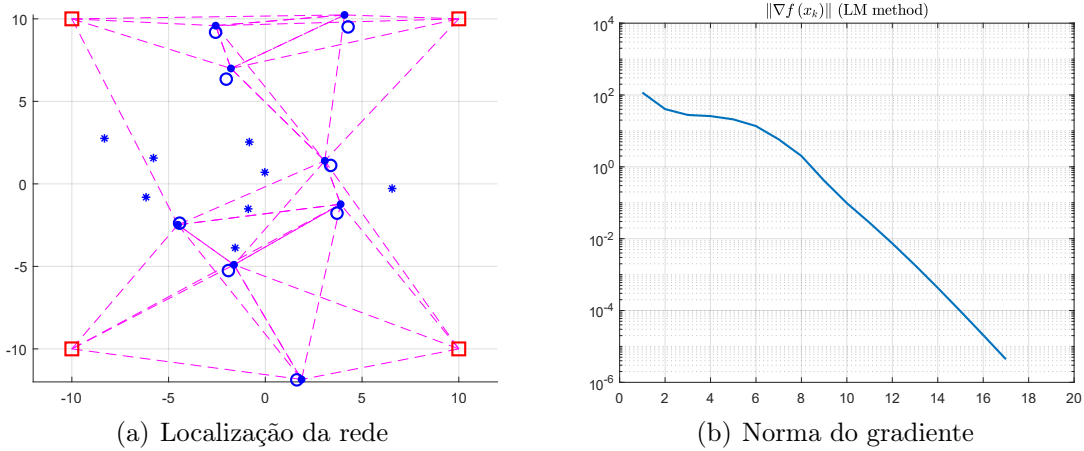 ‖∇f (x_k)‖ (LM method)
10
5
0
-5
-10
-10 -5 0 5 10
10^4
10^2
10^0
10^-2
10^-4
10^-6
0 2 4 6 8 10 12 14 16 18 20
(a) Localização da rede
(b) Norma do gradiente